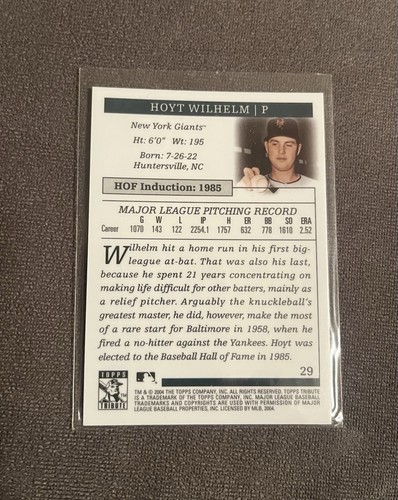 HOYT WILHELM | P
New York Giants™
Ht: 6'0" Wt: 195
Born: 7-26-22
Huntersville, NC
HOF Induction: 1985
MAJOR LEAGUE PITCHING RECORD
G W L IP H ER BB SO ERA
Career 1070 143 122 2254.1 1757 632 778 1610 2.52
Wilhelm hit a home run in his first big-
league at-bat. That was also his last,
because he spent 21 years concentrating on
making life difficult for other batters, mainly as
a relief pitcher. Arguably the knuckleball's
greatest master, he did, however, make the most
of a rare start for Baltimore in 1958, when he
fired a no-hitter against the Yankees. Hoyt was
elected to the Baseball Hall of Fame in 1985.
29
TOPPS
TRIBUTE
TM & © 2004 THE TOPPS COMPANY, INC. ALL RIGHTS RESERVED. TOPPS TRIBUTE
IS A TRADEMARK OF THE TOPPS COMPANY, INC. MAJOR LEAGUE BASEBALL
TRADEMARKS AND COPYRIGHTS ARE USED WITH PERMISSION OF MAJOR
LEAGUE BASEBALL PROPERTIES, INC. LICENSED BY MLB, 2004.